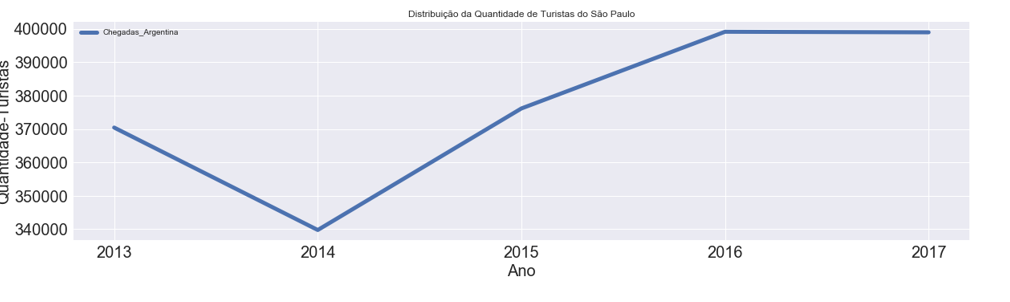 Distribuição da Quantidade de Turistas do São Paulo
Chegadas_Argentina
Quantidade-Turistas
400000
390000
380000
370000
360000
350000
340000
2013 2014 2015 2016 2017
Ano